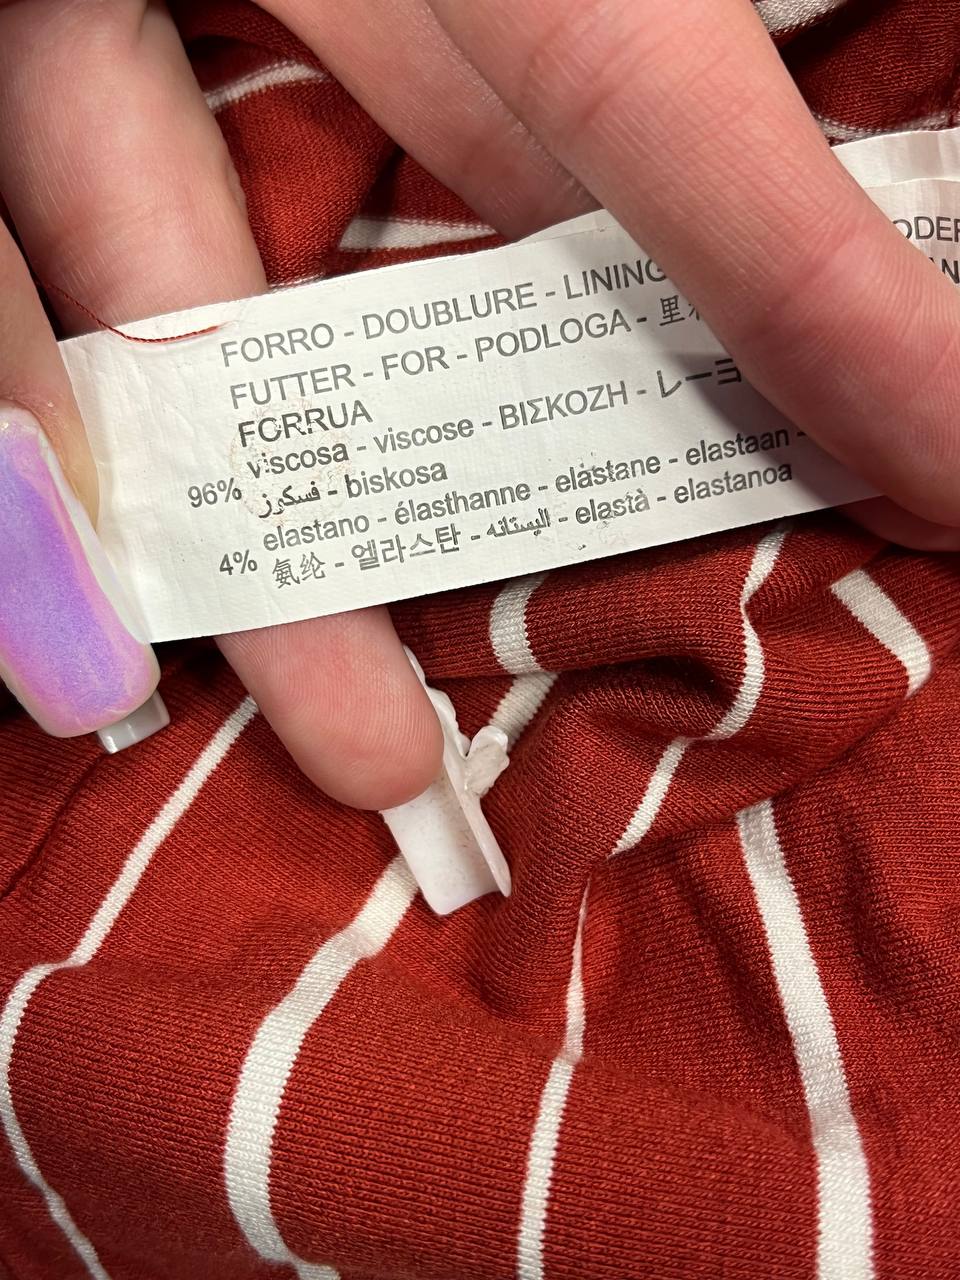 FORRO - DOUBLURE - LINING
FUTTER - FOR - PODLOGA - 里
FORRUA
96% viscosa - viscose - ΒΙΣΚΟΖΗ - レーヨ
فسكوز - biskosa
4% elastano - élasthanne - elastane - elastaan -
氨纶 - 엘라스탄 - اليستانه - elastà - elastanoa
ODER